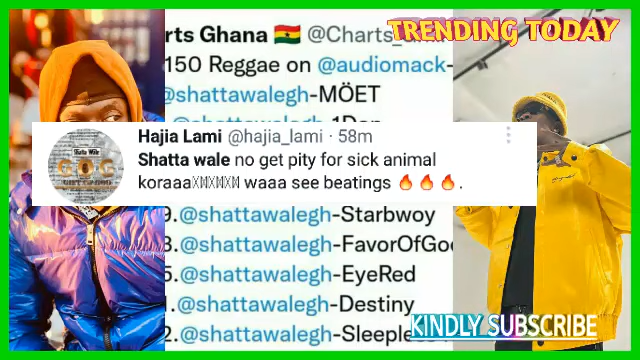 TRENDING TODAY
rts Ghana 🇬🇭 @Charts_
150 Reggae on @audiomack-
@shattawalegh-MÖET
Hajia Lami @hajia_lami · 58m
Shatta wale no get pity for sick animal
koraaa waaa see beatings 🔥🔥🔥.
9.@shattawalegh-Starbwoy
3.@shattawalegh-FavorOfGo
5.@shattawalegh-EyeRed
.@shattawalegh-Destiny
2.@shattawalegh-Sleeple
KINDLY SUBSCRIBE